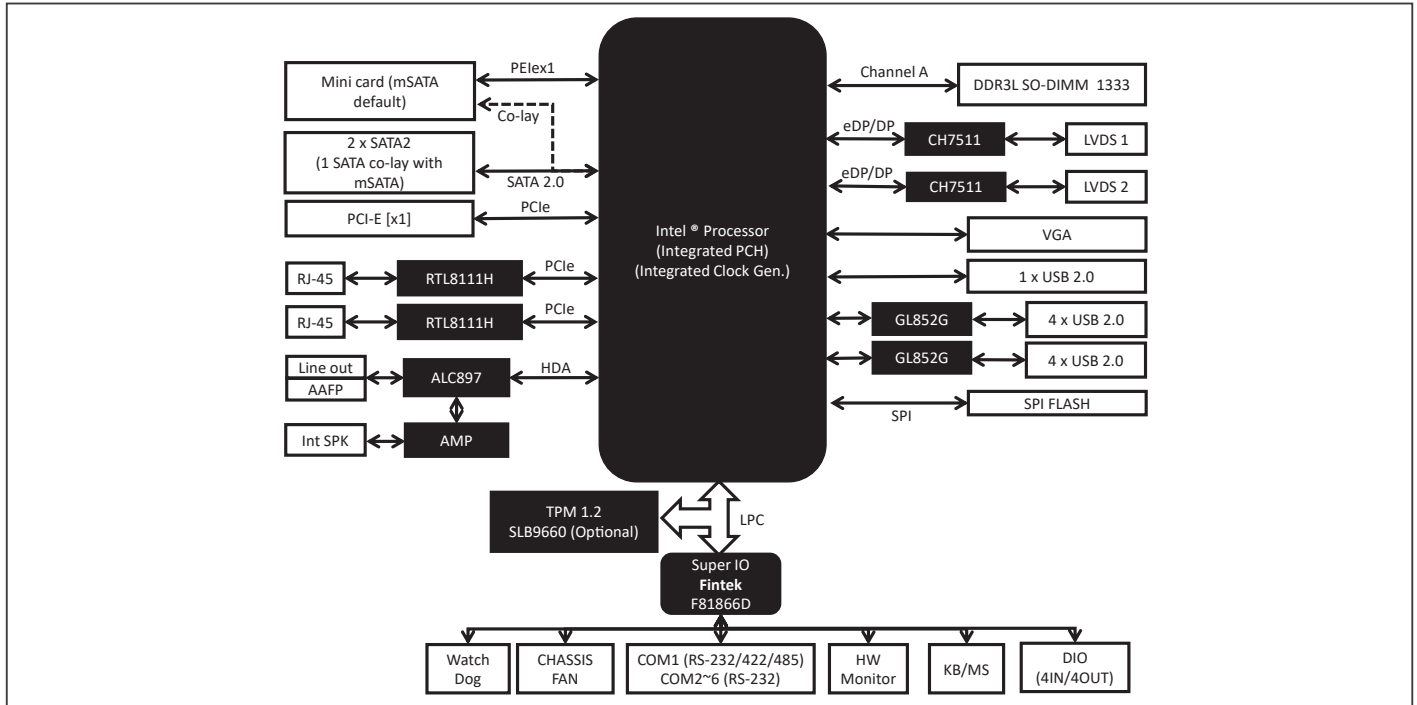 Mini card (mSATA
default)
PEIex1
Co-lay
2 x SATA2
(1 SATA co-lay with
mSATA)
SATA 2.0
PCI-E [x1]
PCIe
RJ-45
RTL8111H
PCIe
RJ-45
RTL8111H
PCIe
Line out
AAFP
ALC897
HDA
Int SPK
AMP
Intel ® Processor
(Integrated PCH)
(Integrated Clock Gen.)
Channel A
DDR3L SO-DIMM 1333
eDP/DP
CH7511
LVDS 1
eDP/DP
CH7511
LVDS 2
VGA
1 x USB 2.0
GL852G
4 x USB 2.0
GL852G
4 x USB 2.0
SPI
SPI FLASH
TPM 1.2
SLB9660 (Optional)
LPC
Super IO
Fintek
F81866D
Watch
Dog
CHASSIS
FAN
COM1 (RS-232/422/485)
COM2~6 (RS-232)
HW
Monitor
KB/MS
DIO
(4IN/4OUT)